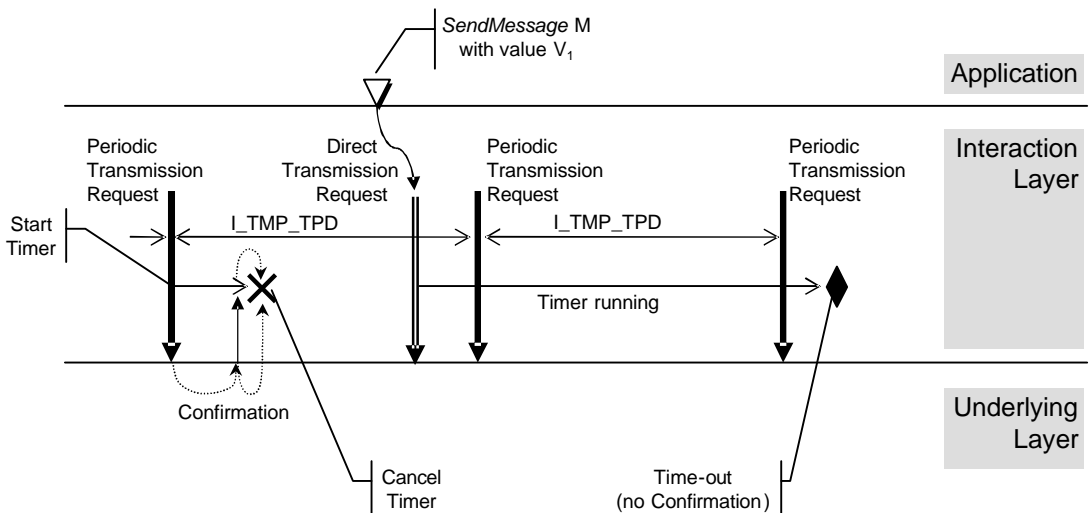 SendMessage M
with value V₁
Application
Periodic
Transmission
Request
Direct
Transmission
Request
Periodic
Transmission
Request
Periodic
Transmission
Request
Interaction
Layer
Start
Timer
I_TMP_TPD
I_TMP_TPD
Timer running
Confirmation
Underlying
Layer
Cancel
Timer
Time-out
(no Confirmation)